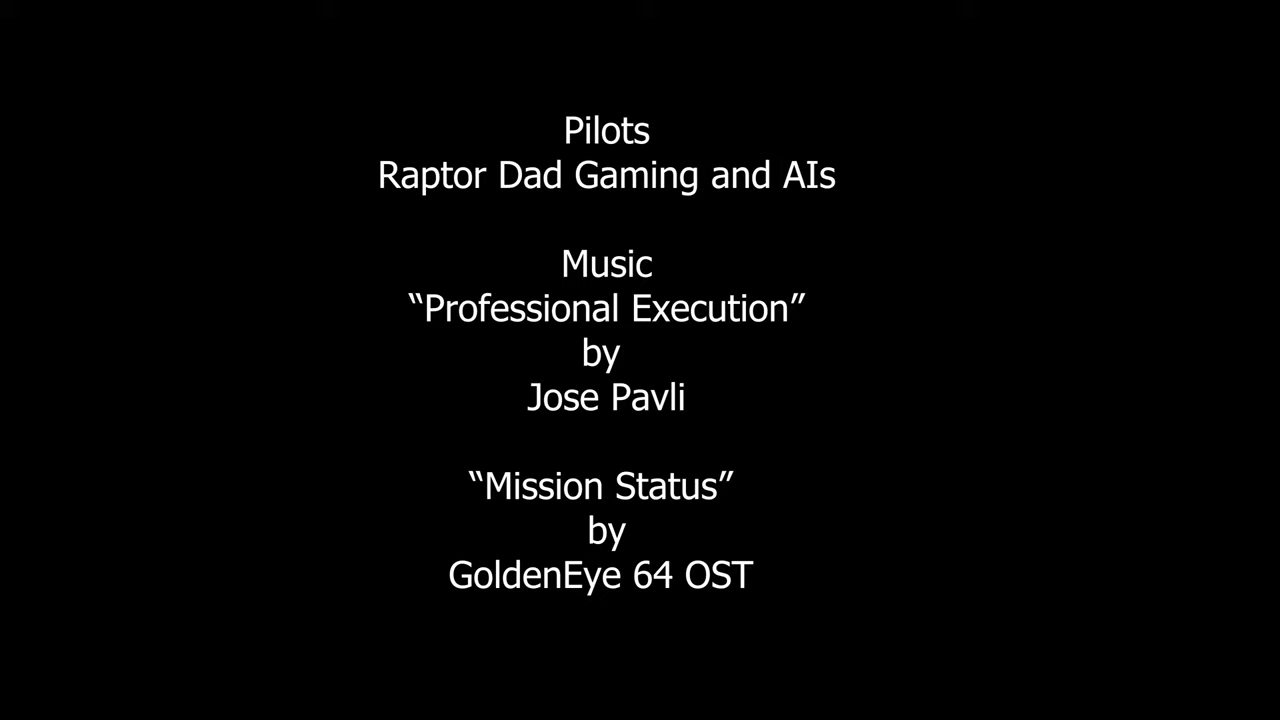 Pilots
Raptor Dad Gaming and AIs
Music
“Professional Execution”
by
Jose Pavli
“Mission Status”
by
GoldenEye 64 OST